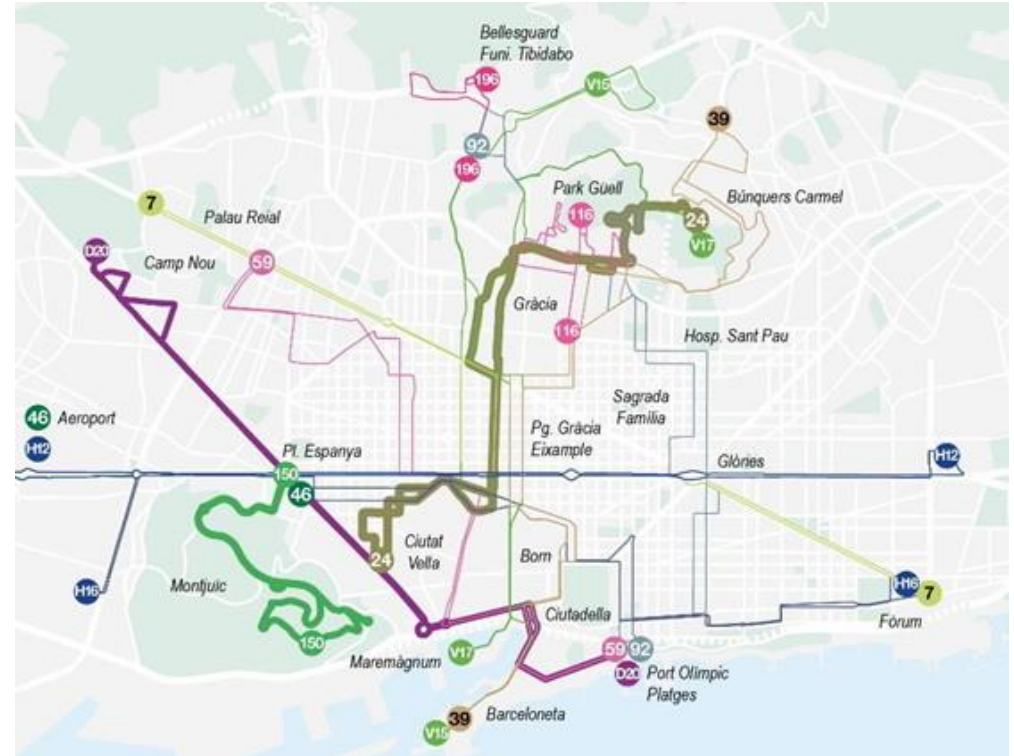 Bellesguard
Funi. Tibidabo
196
V15
39
92
196
Park Güell
Búnquers Carmel
7
Palau Reial
116
24
V17
D20
Camp Nou
59
Gràcia
116
Hosp. Sant Pau
Sagrada
Família
46 Aeroport
H12
Pl. Espanya
Pg. Gràcia
Eixample
Glòries
H12
150
46
Ciutat
Vella
24
Born
Montjuïc
H16
H16
7
Ciutadella
Fòrum
150
Maremàgnum
V17
59
92
D20
Port Olímpic
Platges
39
Barceloneta
V15